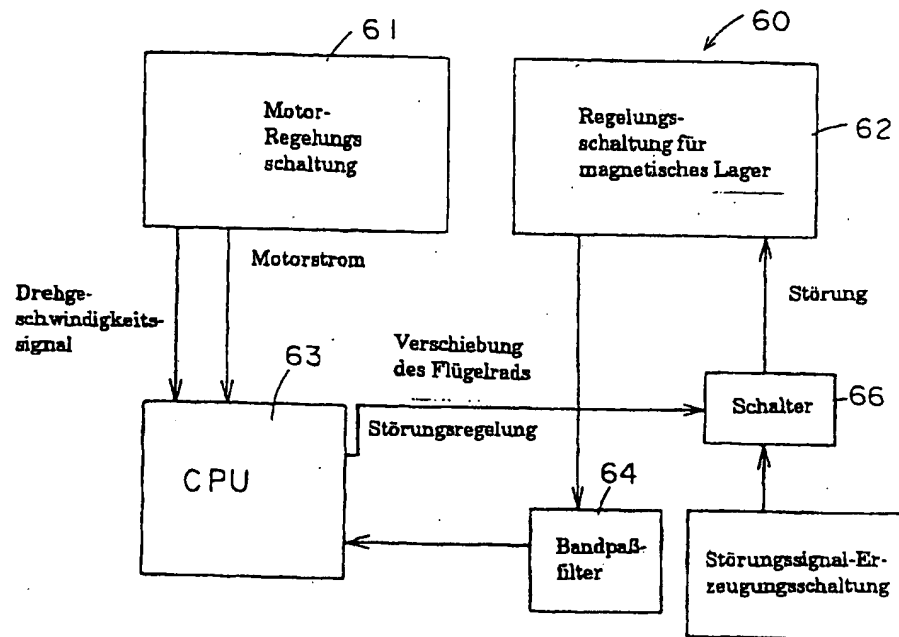 61
60
Motor-
Regelungs
schaltung
Regelungs-
schaltung für
magnetisches Lager
62
Motorstrom
Drehge-
schwindigkeits-
signal
Störung
63
Verschiebung
des Flügelrads
Störungsregelung
Schalter
66
CPU
64
Bandpaß-
filter
Störungssignal-Er-
zeugungsschaltung